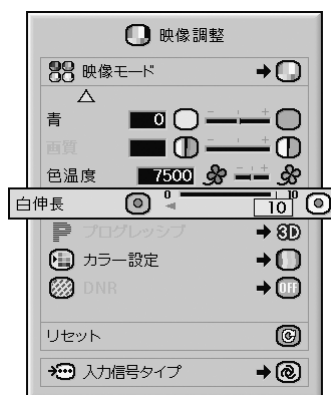 映像調整
映像モード
青 0 - +
画質 - +
色温度 7500 - +
白伸長 0 10 10
P プログレッシブ 3D
カラー設定
DNR OFF
リセット
入力信号タイプ